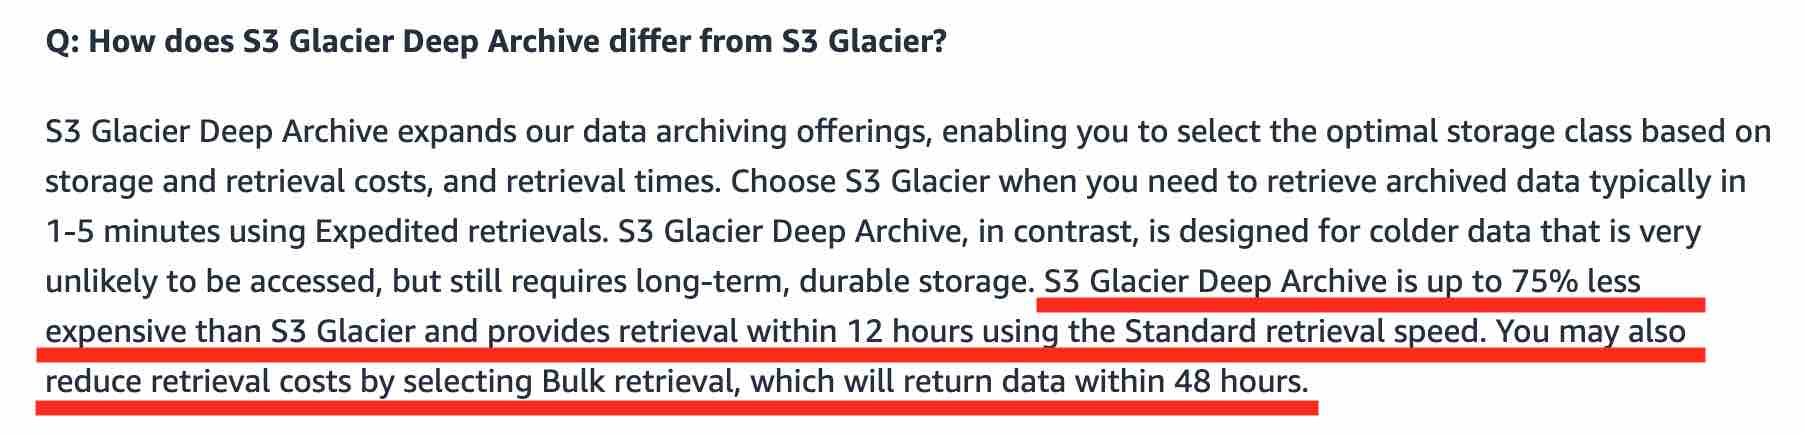 Q: How does S3 Glacier Deep Archive differ from S3 Glacier?
S3 Glacier Deep Archive expands our data archiving offerings, enabling you to select the optimal storage class based on
storage and retrieval costs, and retrieval times. Choose S3 Glacier when you need to retrieve archived data typically in
1-5 minutes using Expedited retrievals. S3 Glacier Deep Archive, in contrast, is designed for colder data that is very
unlikely to be accessed, but still requires long-term, durable storage. S3 Glacier Deep Archive is up to 75% less
expensive than S3 Glacier and provides retrieval within 12 hours using the Standard retrieval speed. You may also
reduce retrieval costs by selecting Bulk retrieval, which will return data within 48 hours.